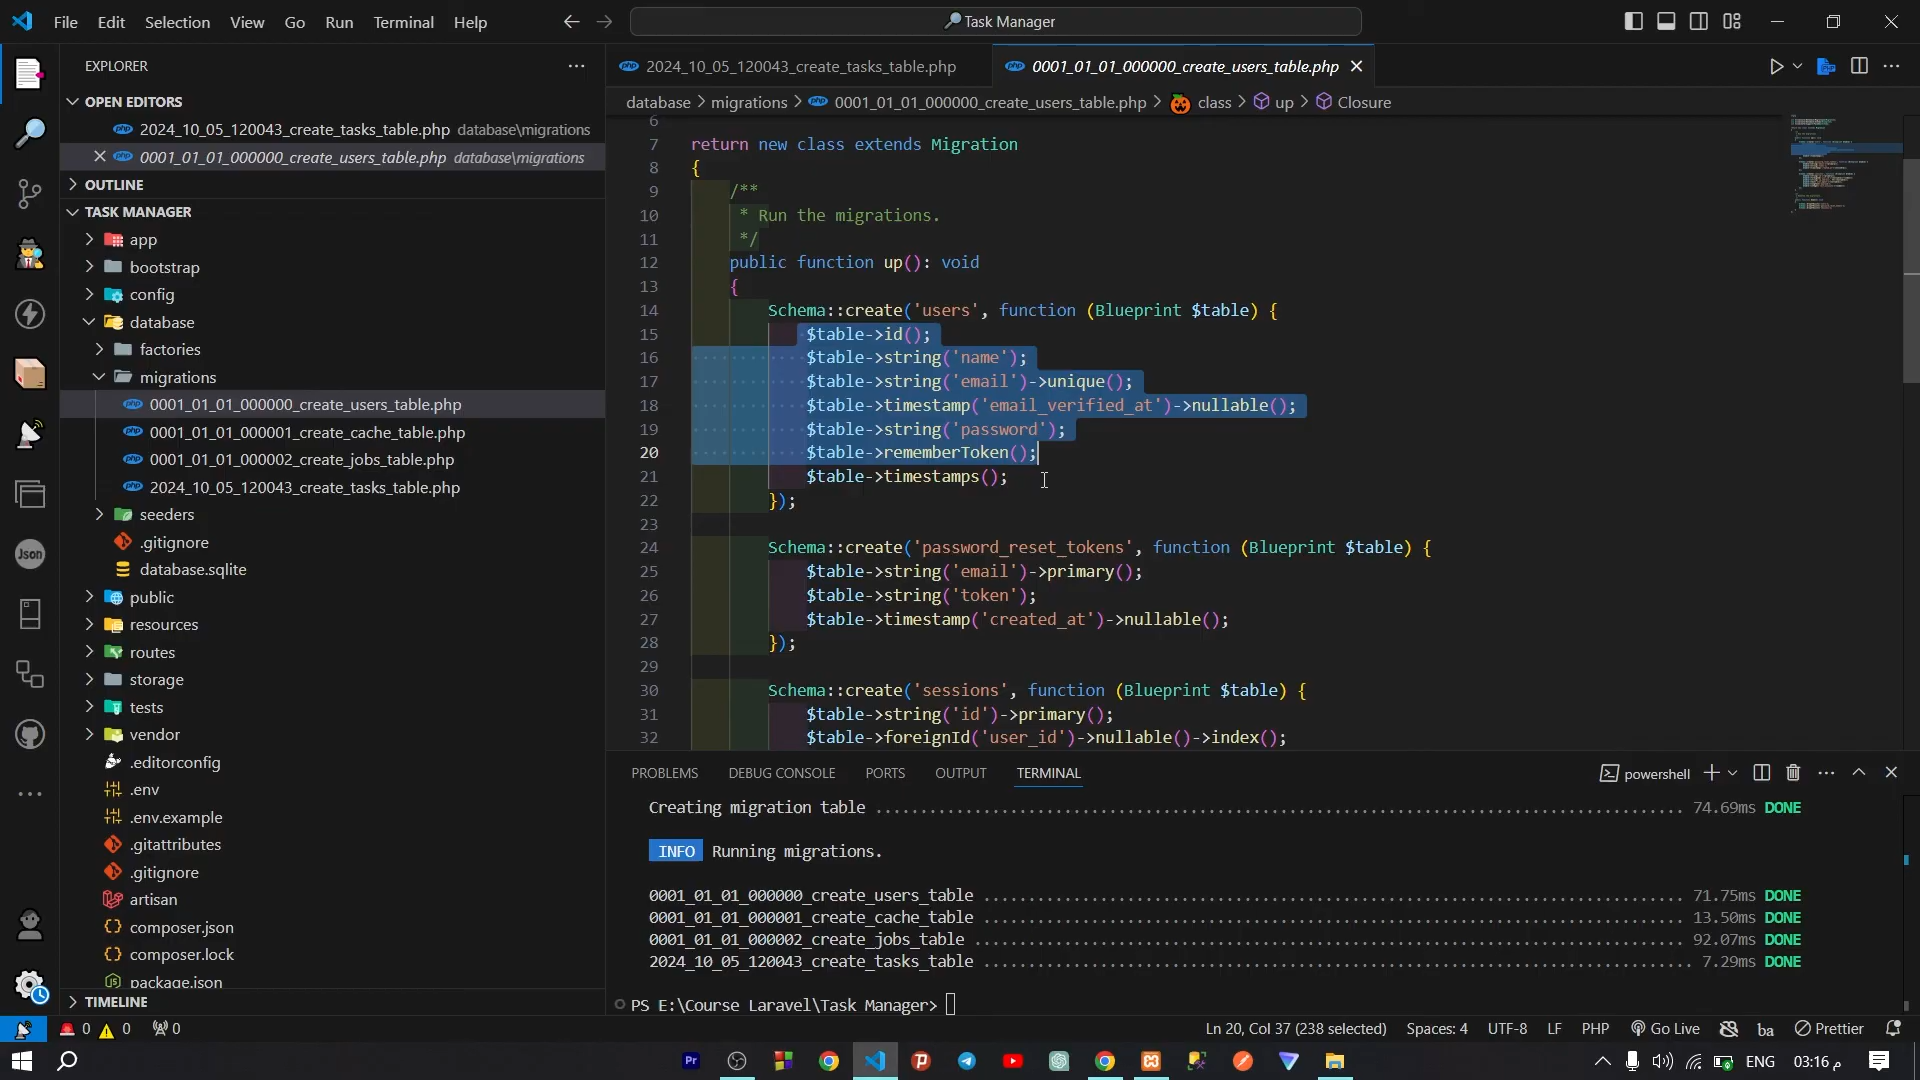 File Edit Selection View Go Run Terminal Help
Task Manager
EXPLORER
OPEN EDITORS
2024_10_05_120043_create_tasks_table.php database\migrations
0001_01_01_000000_create_users_table.php database\migrations
OUTLINE
TASK MANAGER
app
bootstrap
config
database
factories
migrations
0001_01_01_000000_create_users_table.php
0001_01_01_000001_create_cache_table.php
0001_01_01_000002_create_jobs_table.php
2024_10_05_120043_create_tasks_table.php
seeders
.gitignore
database.sqlite
public
resources
routes
storage
tests
vendor
.editorconfig
.env
.env.example
.gitattributes
.gitignore
artisan
composer.json
composer.lock
package.json
TIMELINE
2024_10_05_120043_create_tasks_table.php
0001_01_01_000000_create_users_table.php
database > migrations > 0001_01_01_000000_create_users_table.php > class > up > Closure
6
7 return new class extends Migration
8 {
9 /**
10 * Run the migrations.
11 */
12 public function up(): void
13 {
14 Schema::create('users', function (Blueprint $table) {
15 $table->id();
16 $table->string('name');
17 $table->string('email')->unique();
18 $table->timestamp('email_verified_at')->nullable();
19 $table->string('password');
20 $table->rememberToken();
21 $table->timestamps();
22 });
23
24 Schema::create('password_reset_tokens', function (Blueprint $table) {
25 $table->string('email')->primary();
26 $table->string('token');
27 $table->timestamp('created_at')->nullable();
28 });
29
30 Schema::create('sessions', function (Blueprint $table) {
31 $table->string('id')->primary();
32 $table->foreignId('user_id')->nullable()->index();
PROBLEMS DEBUG CONSOLE PORTS OUTPUT TERMINAL
powershell
Creating migration table ........ 74.69ms DONE
INFO Running migrations.
0001_01_01_000000_create_users_table ........ 71.75ms DONE
0001_01_01_000001_create_cache_table ........ 13.50ms DONE
0001_01_01_000002_create_jobs_table ........ 92.07ms DONE
2024_10_05_120043_create_tasks_table ........ 7.29ms DONE
PS E:\Course Laravel\Task Manager>
0 0 0
Ln 20, Col 37 (238 selected) Spaces: 4 UTF-8 LF PHP Go Live ba Prettier
Json
Pr
ENG 03:16 م